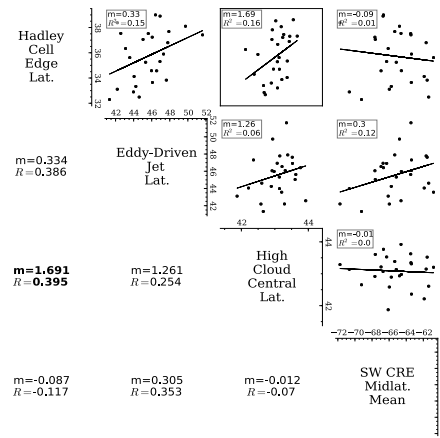 Hadley
Cell
Edge
Lat.
m=0.33
R²=0.15
m=1.69
R²=0.16
m=-0.09
R²=0.01
38
36
34
32
42 44 46 48 50 52
m=0.334
R=0.386
Eddy-Driven
Jet
Lat.
m=1.26
R²=0.06
m=0.3
R²=0.12
52
50
48
46
44
42
42 44
m=1.691
R=0.395
m=1.261
R=0.254
High
Cloud
Central
Lat.
m=-0.01
R²=0.0
44
42
−72 −70 −68 −66 −64 −62
m=-0.087
R=-0.117
m=0.305
R=0.353
m=-0.012
R=-0.07
SW CRE
Midlat.
Mean